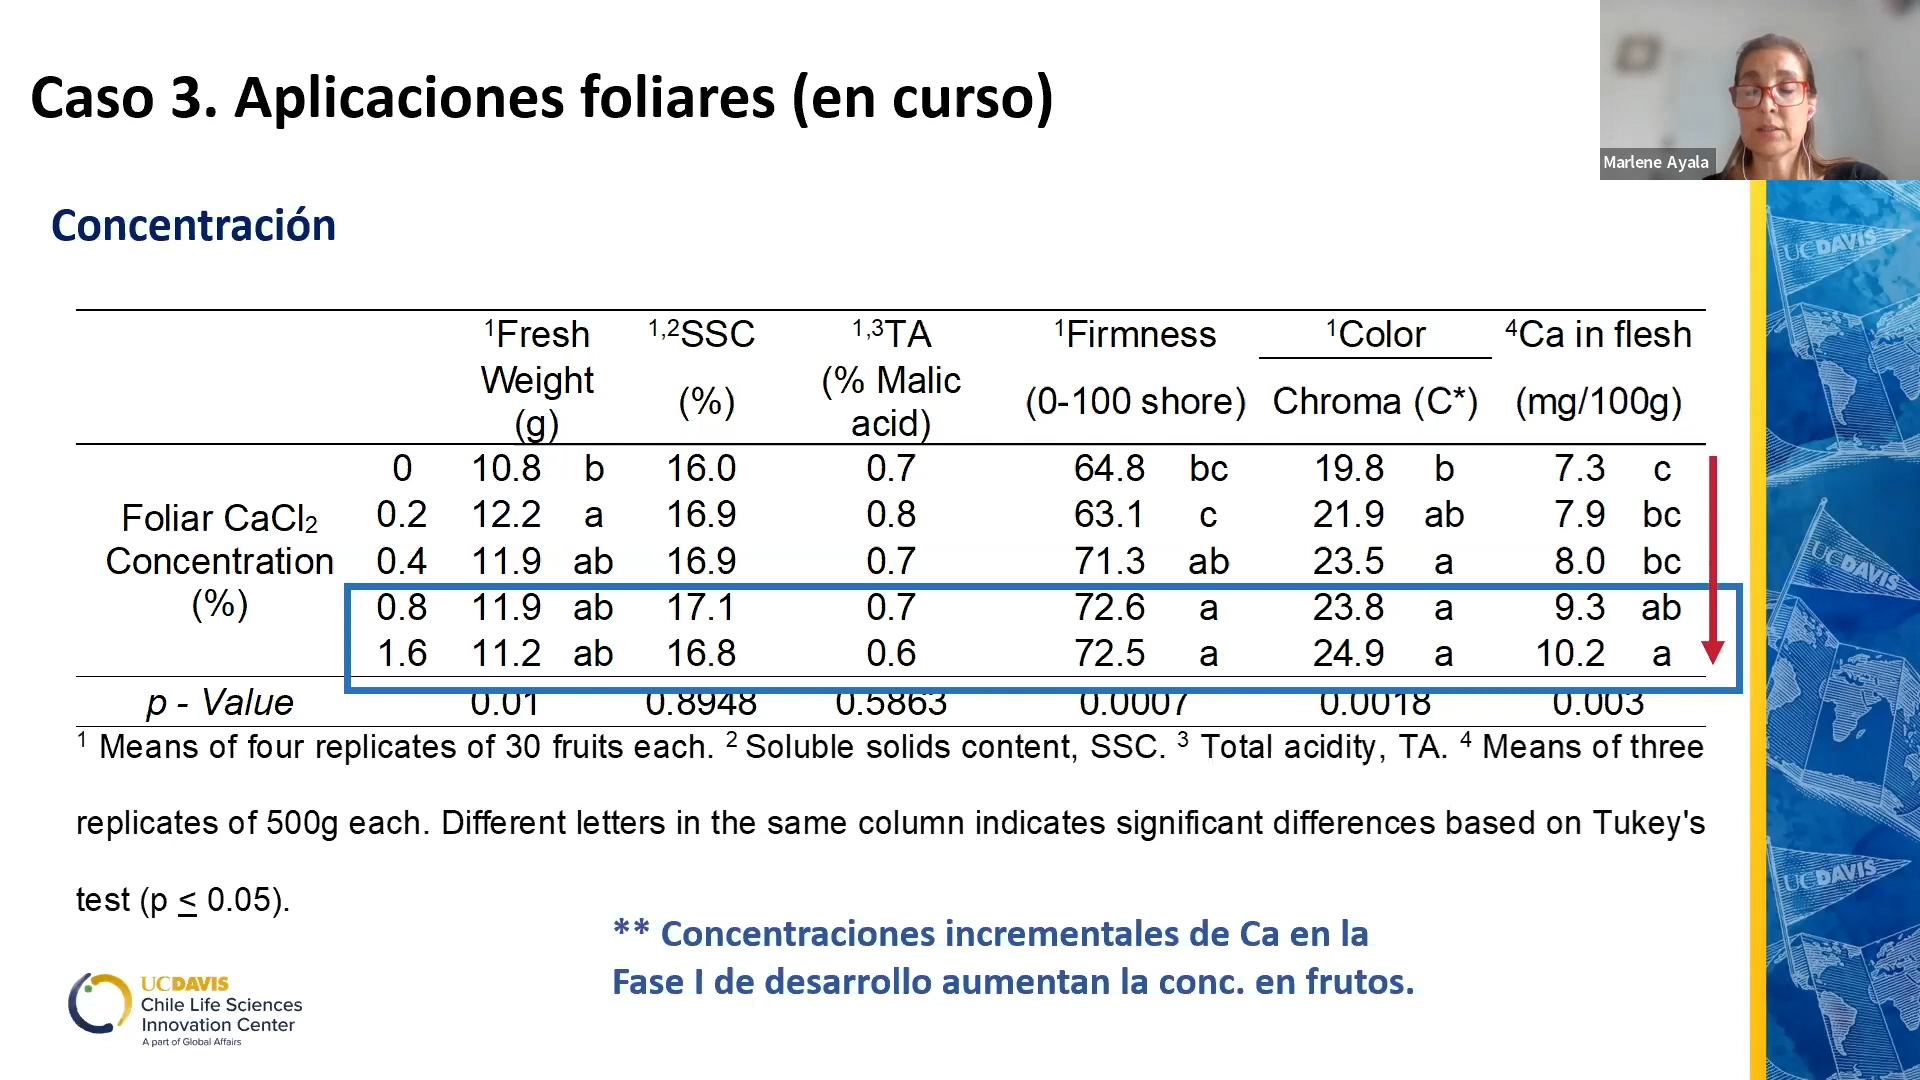 Caso 3. Aplicaciones foliares (en curso)
Marlene Ayala
Concentración
¹Fresh Weight (g) ¹,²SSC (%) ¹,³TA (% Malic acid) ¹Firmness (0-100 shore) ¹Color Chroma (C*) ⁴Ca in flesh (mg/100g)
Foliar CaCl₂ Concentration (%)
0 10.8 b 16.0 0.7 64.8 bc 19.8 b 7.3 c
0.2 12.2 a 16.9 0.8 63.1 c 21.9 ab 7.9 bc
0.4 11.9 ab 16.9 0.7 71.3 ab 23.5 a 8.0 bc
0.8 11.9 ab 17.1 0.7 72.6 a 23.8 a 9.3 ab
1.6 11.2 ab 16.8 0.6 72.5 a 24.9 a 10.2 a
p - Value 0.01 0.8948 0.5863 0.0007 0.0018 0.003
¹ Means of four replicates of 30 fruits each. ² Soluble solids content, SSC. ³ Total acidity, TA. ⁴ Means of three
replicates of 500g each. Different letters in the same column indicates significant differences based on Tukey's
test (p ≤ 0.05).
** Concentraciones incrementales de Ca en la
Fase I de desarrollo aumentan la conc. en frutos.
UCDAVIS
Chile Life Sciences
Innovation Center
A part of Global Affairs
UCDAVIS
UCDAVIS
UCDAVIS